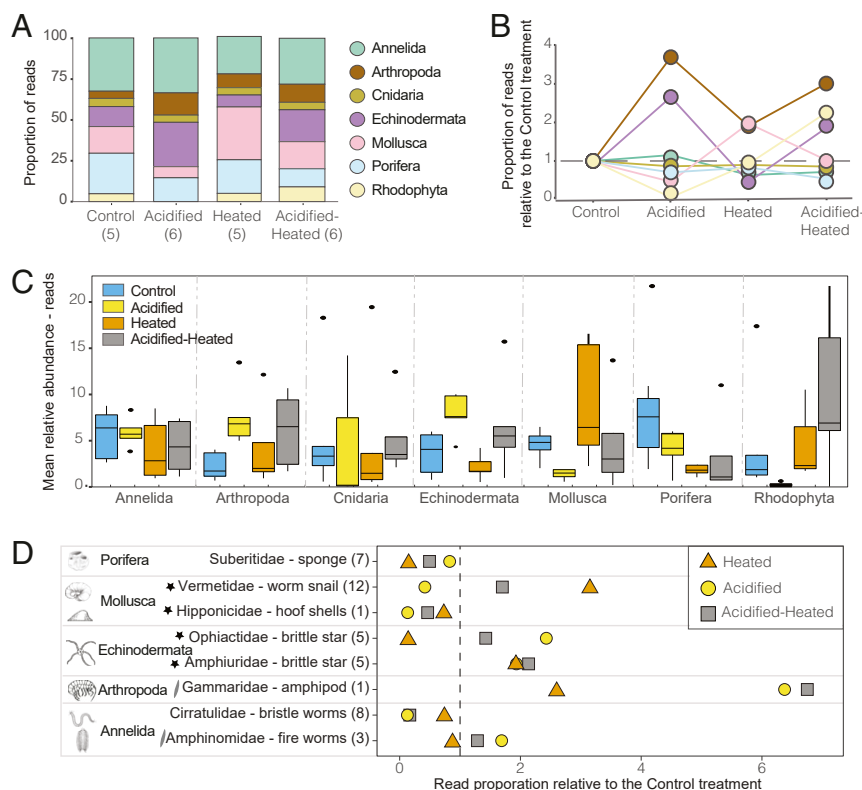 A
Proportion of reads
100
75
50
25
0
Control
(5)
Acidified
(6)
Heated
(5)
Acidified-
Heated (6)
Annelida
Arthropoda
Cnidaria
Echinodermata
Mollusca
Porifera
Rhodophyta
B
Proportion of reads
relative to the Control treatment
4
3
2
1
0
Control
Acidified
Heated
Acidified-
Heated
C
Mean relative abundance - reads
20
15
10
5
0
Control
Acidified
Heated
Acidified-Heated
Annelida
Arthropoda
Cnidaria
Echinodermata
Mollusca
Porifera
Rhodophyta
D
Porifera
Suberitidae - sponge (7)
Mollusca
Vermetidae - worm snail (12)
Hipponicidae - hoof shells (1)
Echinodermata
Ophiactidae - brittle star (5)
Amphiuridae - brittle star (5)
Arthropoda
Gammaridae - amphipod (1)
Annelida
Cirratulidae - bristle worms (8)
Amphinomidae - fire worms (3)
Heated
Acidified
Acidified-Heated
0
2
4
6
Read proporation relative to the Control treatment